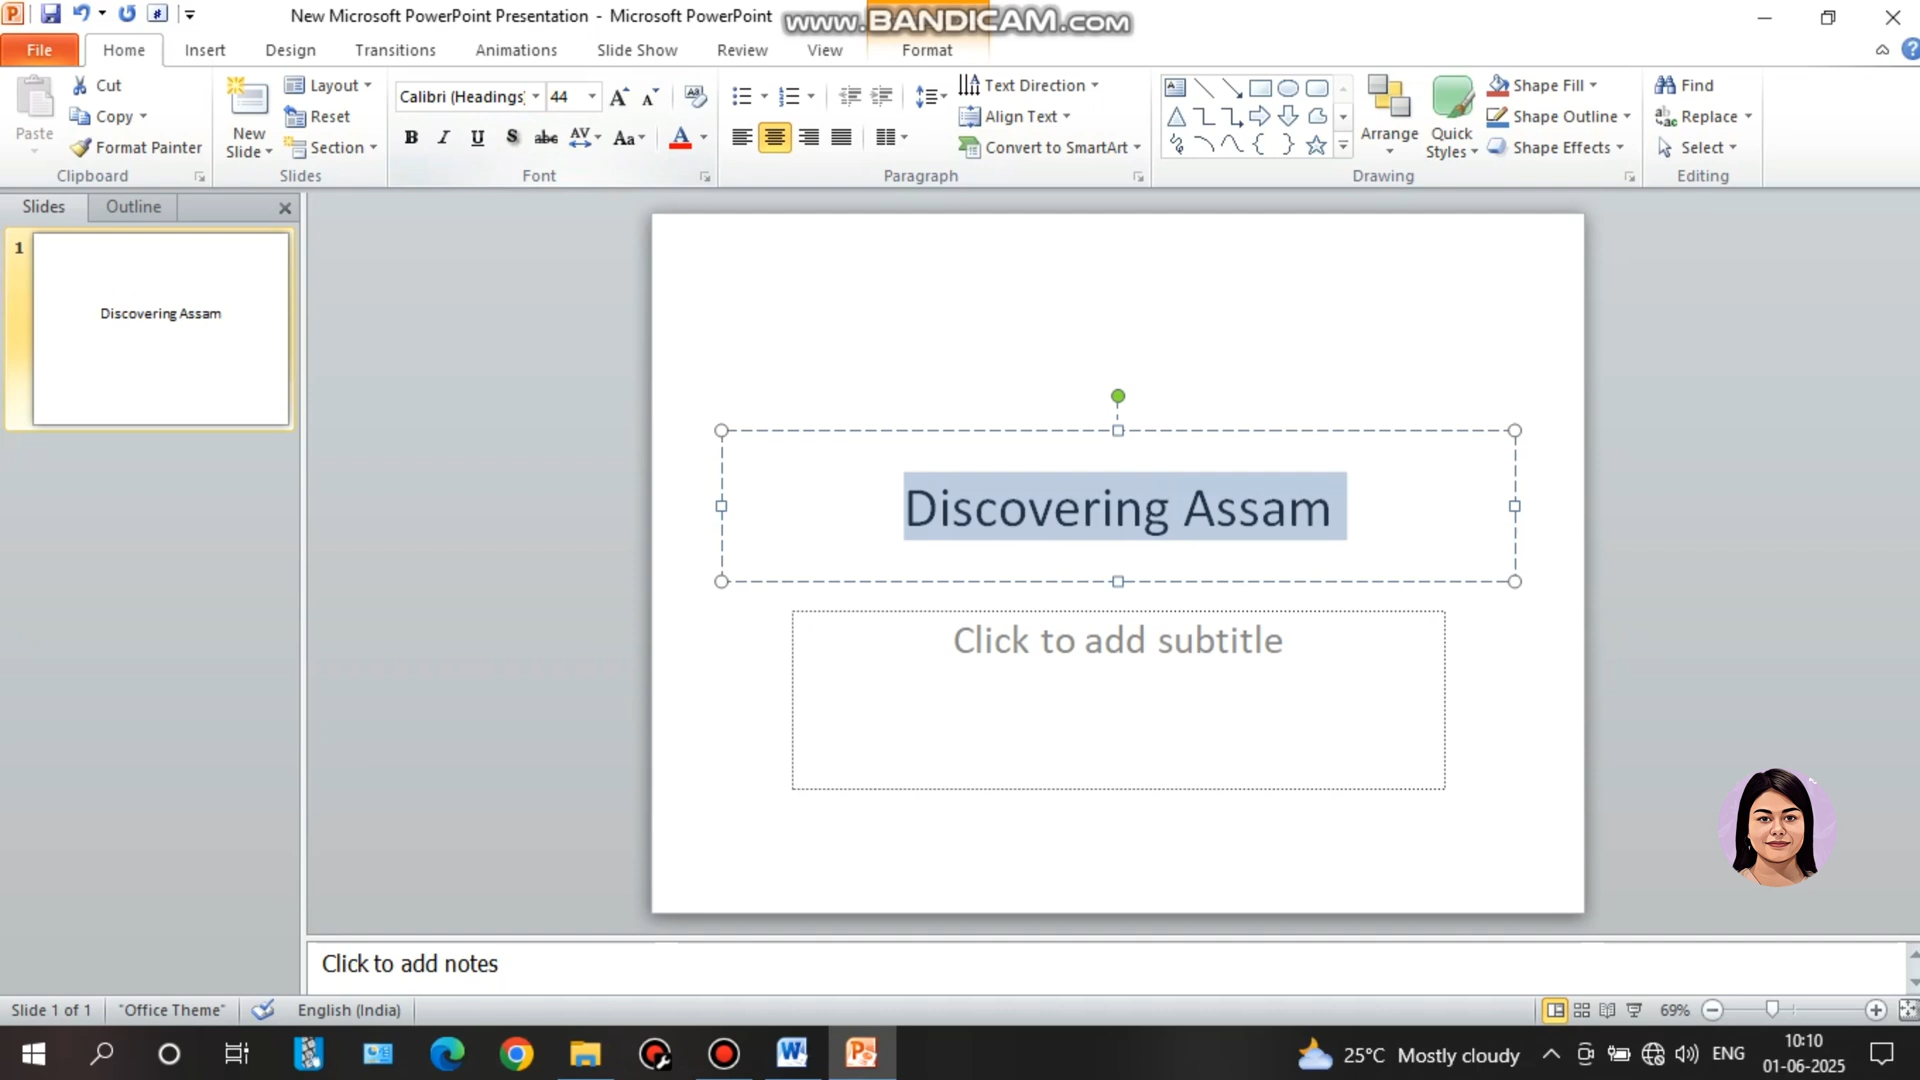 New Microsoft PowerPoint Presentation - Microsoft PowerPoint
www.BANDICAM.com
File Home Insert Design Transitions Animations Slide Show Review View Format
Paste
Cut
Copy
Format Painter
Clipboard
New Slide
Layout
Reset
Section
Slides
Calibri (Headings) 44
B I U S abc AV Aa A
Font
Text Direction
Align Text
Convert to SmartArt
Paragraph
Arrange
Quick Styles
Shape Fill
Shape Outline
Shape Effects
Drawing
Find
Replace
Select
Editing
Slides Outline
1
Discovering Assam
Discovering Assam
Click to add subtitle
Click to add notes
Slide 1 of 1 "Office Theme" English (India) 69%
25°C Mostly cloudy ENG 10:10
01-06-2025